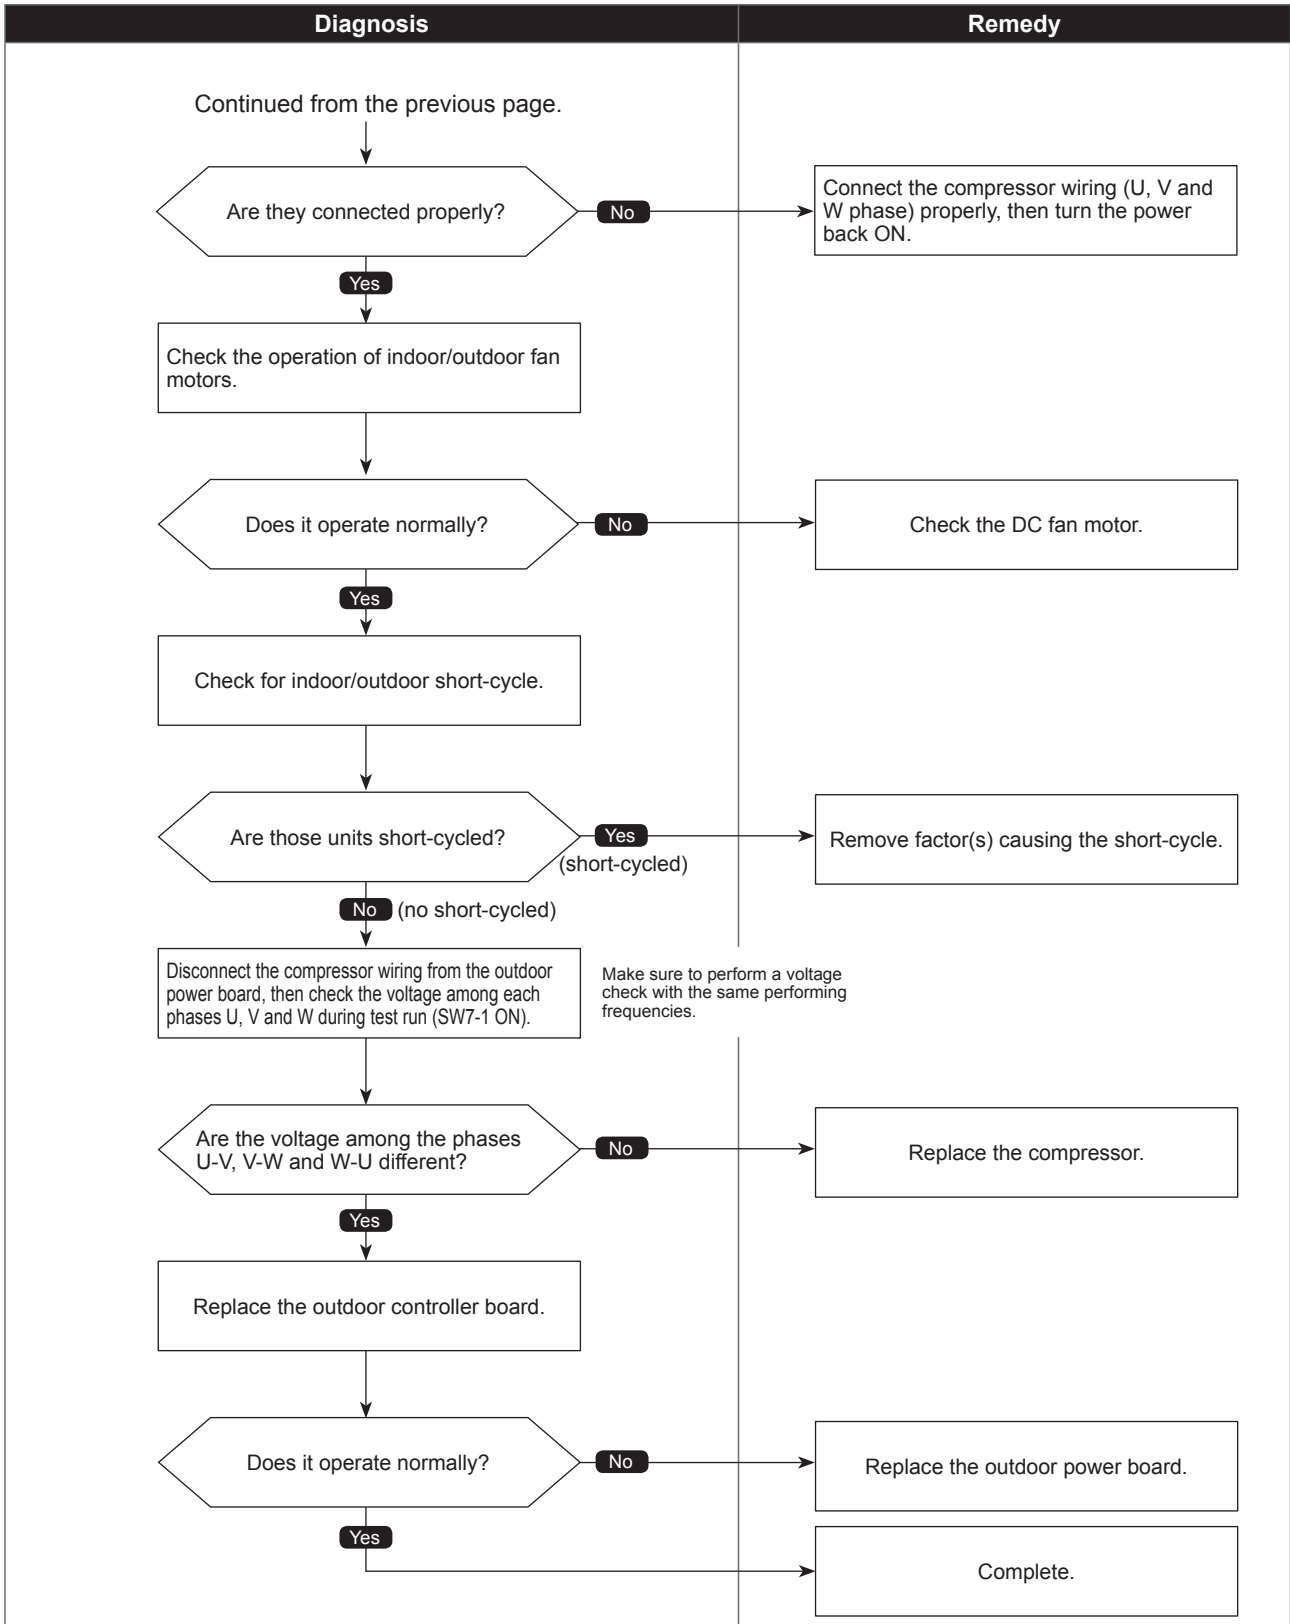 Diagnosis
Remedy
Continued from the previous page.
Are they connected properly?
No
Connect the compressor wiring (U, V and
W phase) properly, then turn the power
back ON.
Yes
Check the operation of indoor/outdoor fan
motors.
Does it operate normally?
No
Check the DC fan motor.
Yes
Check for indoor/outdoor short-cycle.
Are those units short-cycled?
Yes
(short-cycled)
Remove factor(s) causing the short-cycle.
No (no short-cycled)
Disconnect the compressor wiring from the outdoor
power board, then check the voltage among each
phases U, V and W during test run (SW7-1 ON).
Make sure to perform a voltage
check with the same performing
frequencies.
Are the voltage among the phases
U-V, V-W and W-U different?
No
Replace the compressor.
Yes
Replace the outdoor controller board.
Does it operate normally?
No
Replace the outdoor power board.
Yes
Complete.